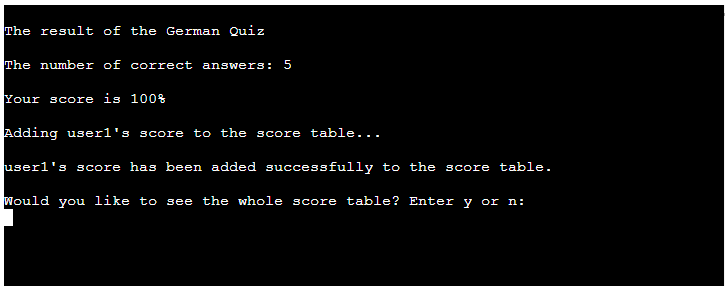 The result of the German Quiz
The number of correct answers: 5
Your score is 100%
Adding user1's score to the score table...
user1's score has been added successfully to the score table.
Would you like to see the whole score table? Enter y or n: